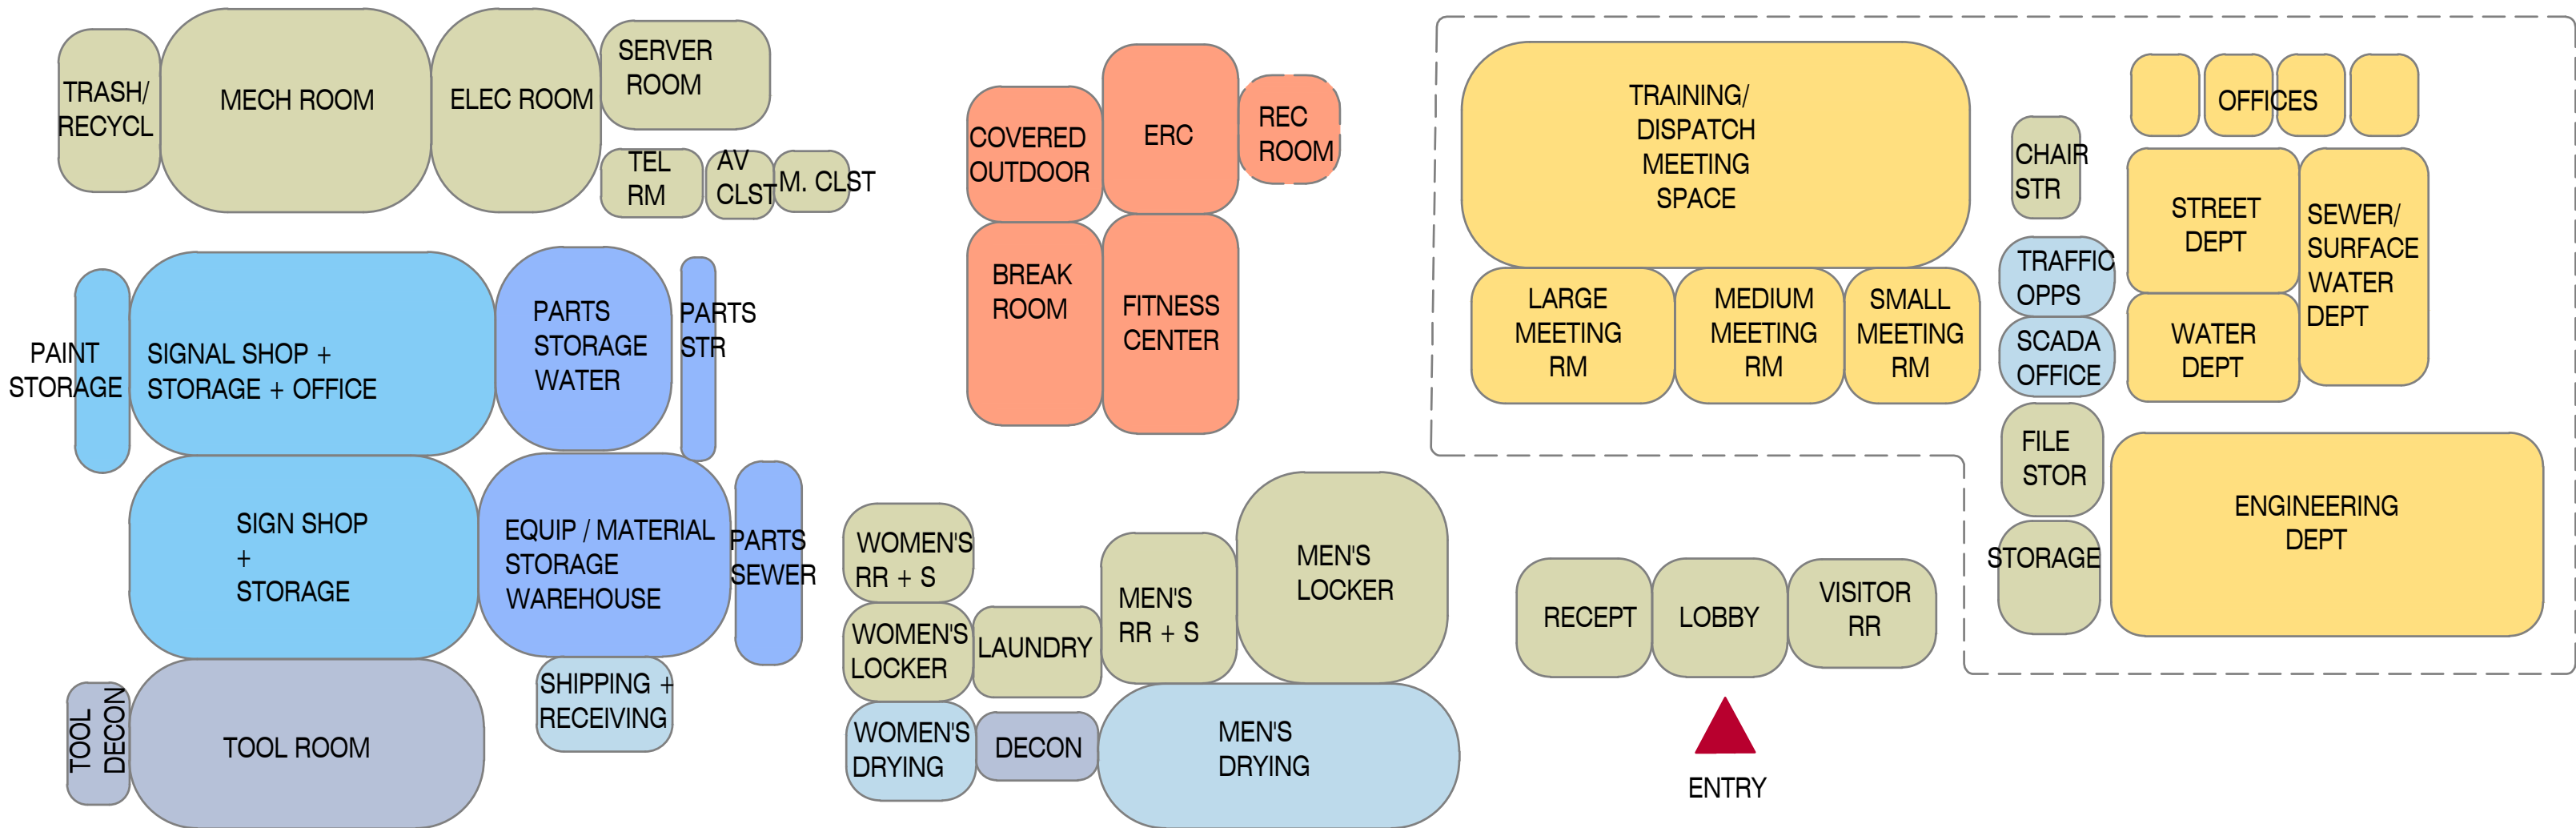 TRASH/
RECYCL
MECH ROOM
ELEC ROOM
SERVER
ROOM
TEL
RM
AV
CLST
M. CLST
PAINT
STORAGE
SIGNAL SHOP +
STORAGE + OFFICE
PARTS
STORAGE
WATER
PARTS
STR
SIGN SHOP
+
STORAGE
EQUIP / MATERIAL
STORAGE
WAREHOUSE
PARTS
SEWER
TOOL
DECON
TOOL ROOM
SHIPPING +
RECEIVING
COVERED
OUTDOOR
ERC
REC
ROOM
BREAK
ROOM
FITNESS
CENTER
WOMEN'S
RR + S
WOMEN'S
LOCKER
LAUNDRY
MEN'S
RR + S
MEN'S
LOCKER
WOMEN'S
DRYING
DECON
MEN'S
DRYING
TRAINING/
DISPATCH
MEETING
SPACE
LARGE
MEETING
RM
MEDIUM
MEETING
RM
SMALL
MEETING
RM
CHAIR
STR
TRAFFIC
OPPS
SCADA
OFFICE
FILE
STOR
STORAGE
OFFICES
STREET
DEPT
SEWER/
SURFACE
WATER
DEPT
WATER
DEPT
ENGINEERING
DEPT
RECEPT
LOBBY
VISITOR
RR
ENTRY